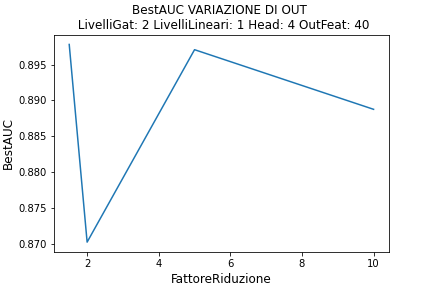 BestAUC VARIAZIONE DI OUT
LivelliGat: 2 LivelliLineari: 1 Head: 4 OutFeat: 40
0.895
0.890
0.885
0.880
0.875
0.870
BestAUC
2 4 6 8 10
FattoreRiduzione